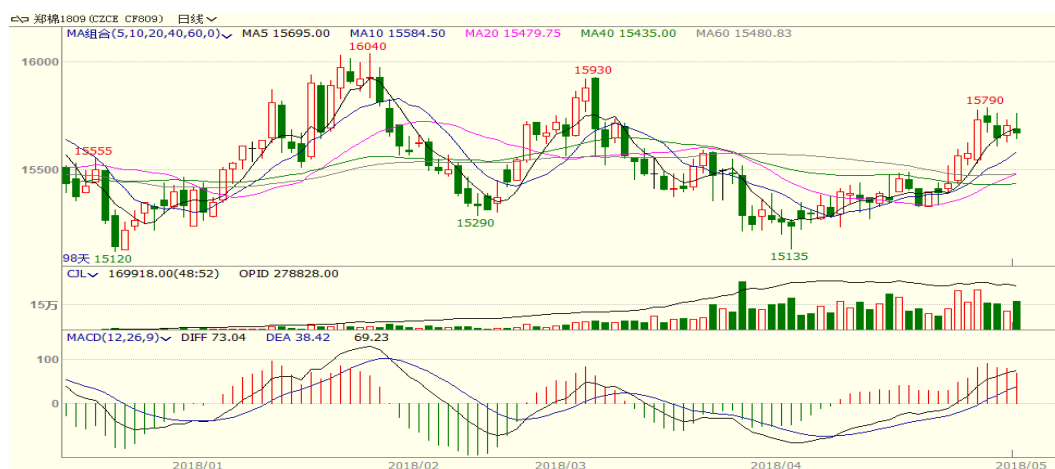 郑棉1809(CZCE CF809) 日线
MA组合(5,10,20,40,60,0) MA5 15695.00 MA10 15584.50 MA20 15479.75 MA40 15435.00 MA60 15480.83
16040
16000
15930
15790
15555
15500
15290
15135
98天 15120
CJL 169918.00(48:52) OPID 278828.00
15万
MACD(12,26,9) DIFF 73.04 DEA 38.42 69.23
100
0
2018/01 2018/02 2018/03 2018/04 2018/05